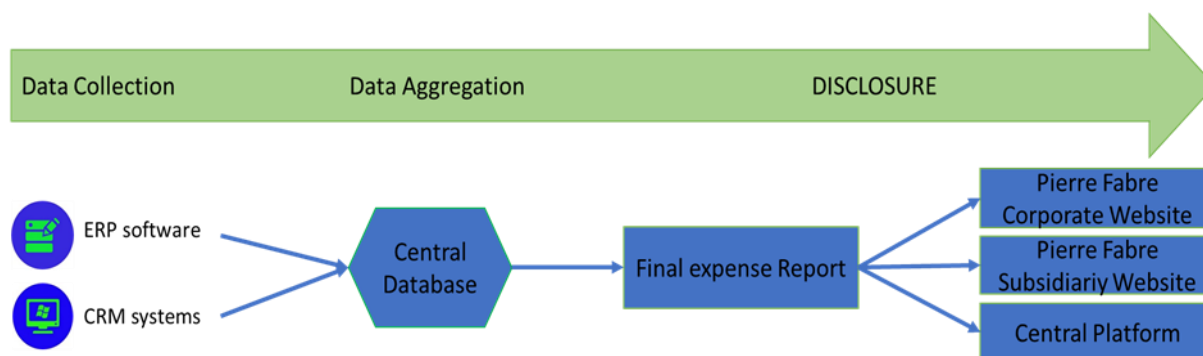 Data Collection
Data Aggregation
DISCLOSURE
ERP software
CRM systems
Central
Database
Final expense Report
Pierre Fabre
Corporate Website
Pierre Fabre
Subsidiariy Website
Central Platform